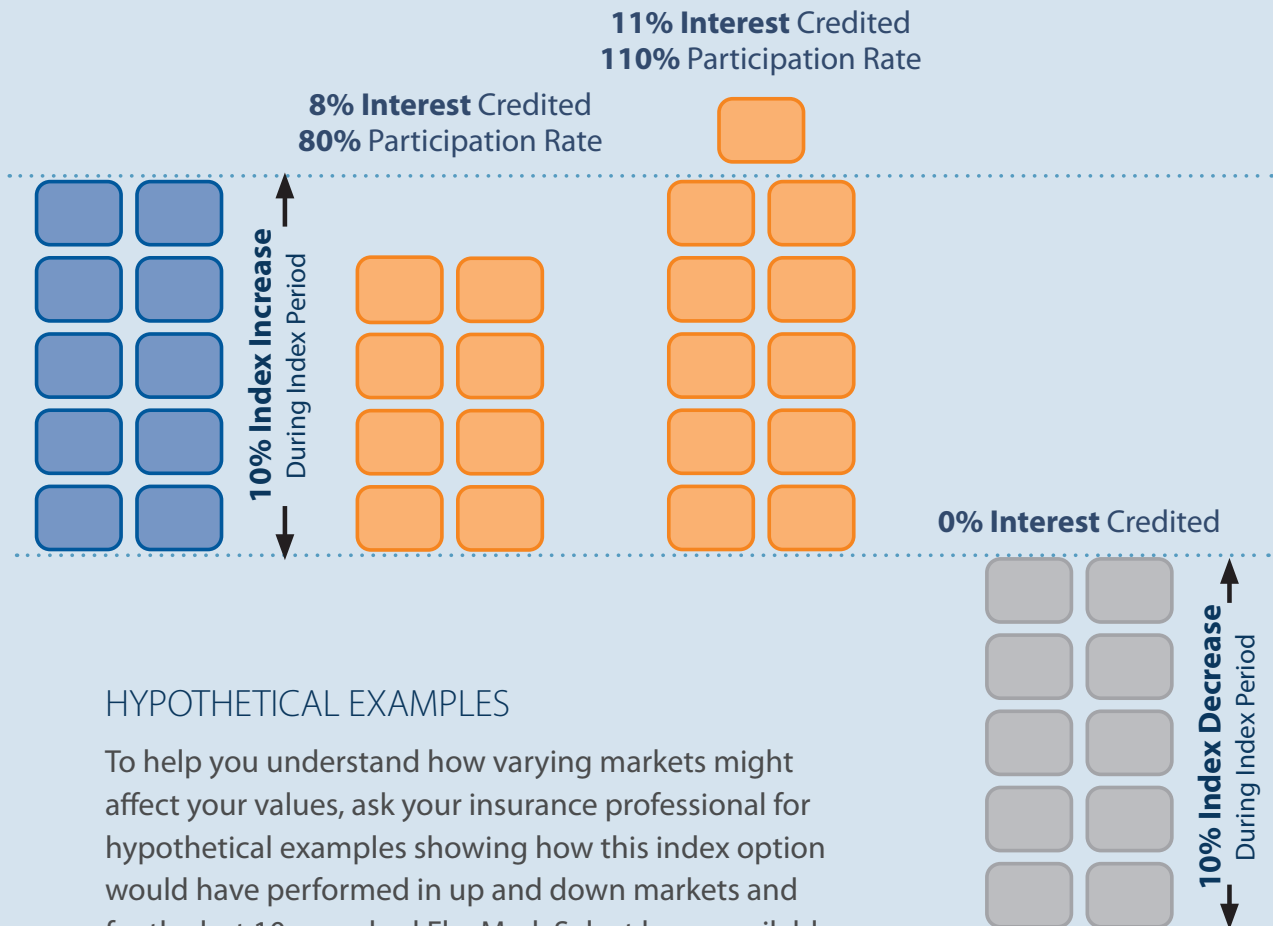 11% Interest Credited
110% Participation Rate
8% Interest Credited
80% Participation Rate
10% Index Increase
During Index Period
0% Interest Credited
10% Index Decrease
During Index Period
HYPOTHETICAL EXAMPLES
To help you understand how varying markets might
affect your values, ask your insurance professional for
hypothetical examples showing how this index option
would have performed in up and down markets and